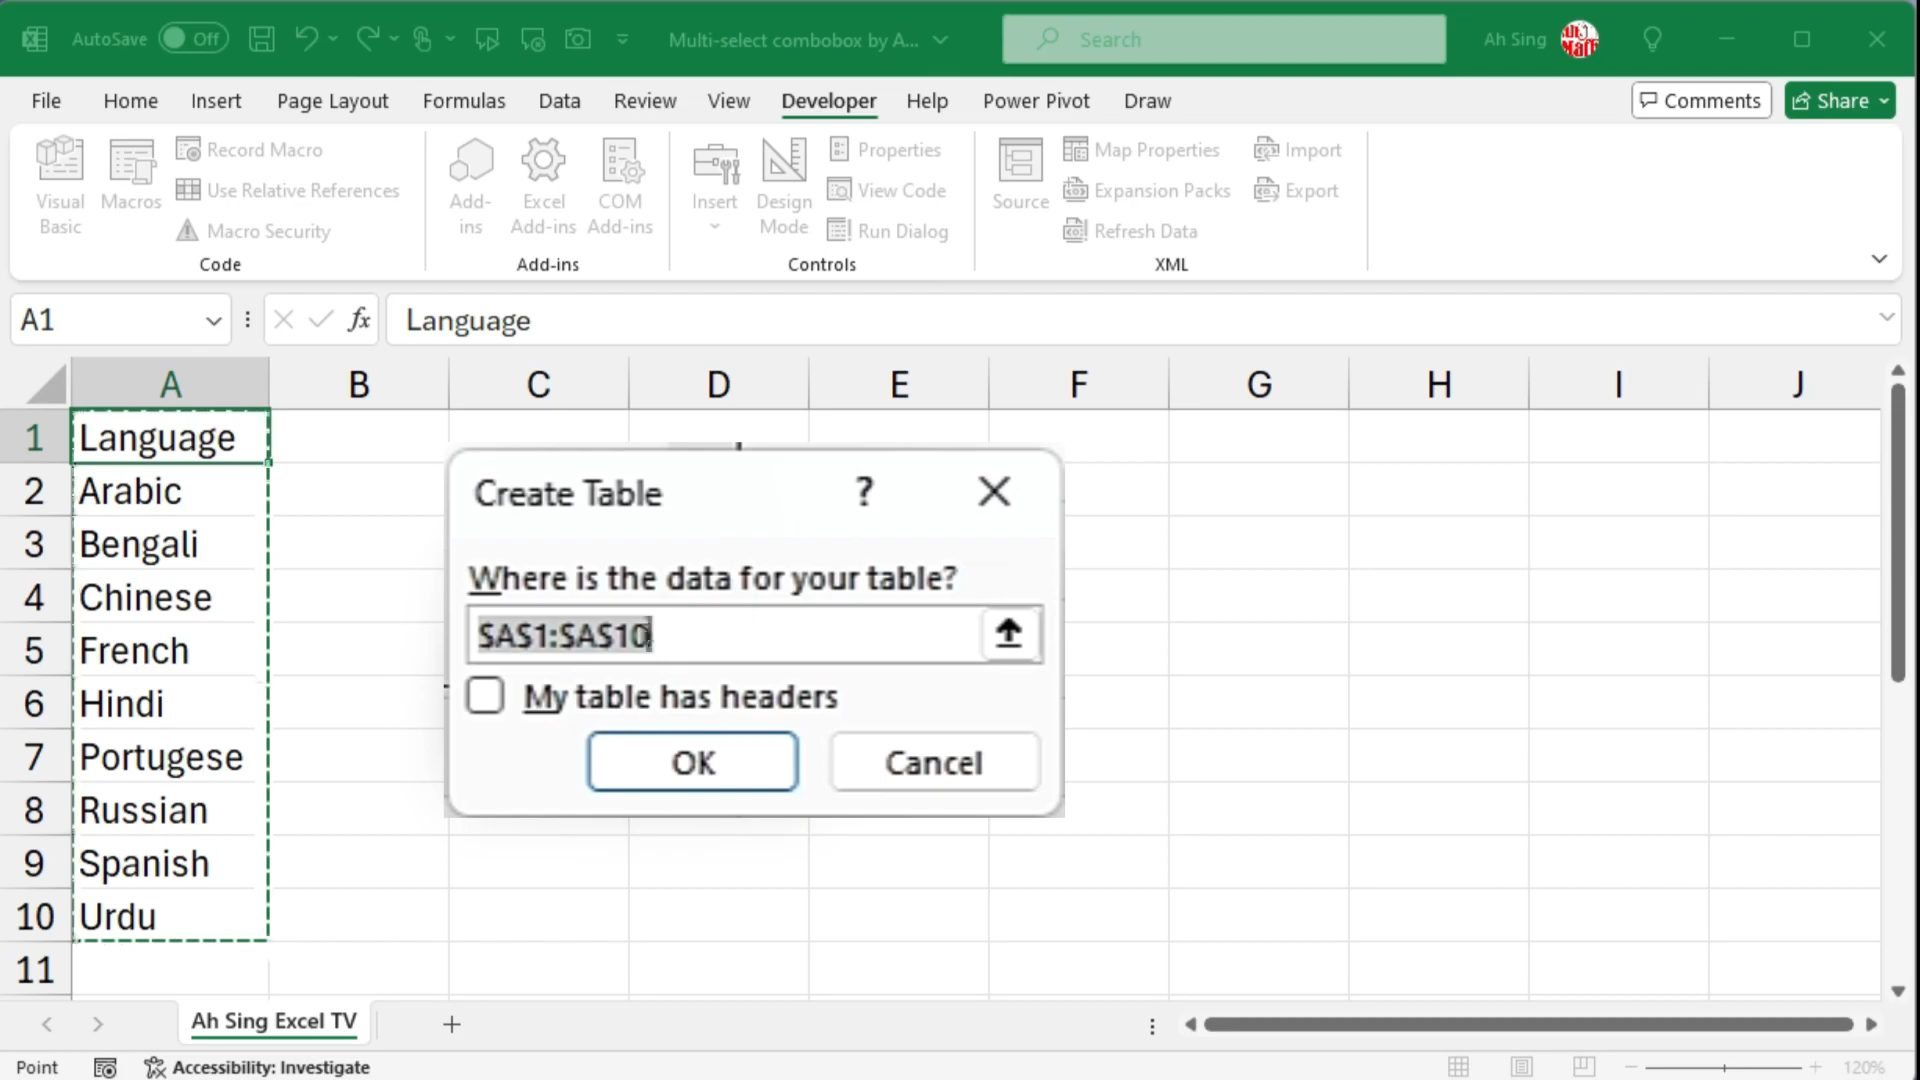 AutoSave Off Multi-select combobox by A... Search Ah Sing
File Home Insert Page Layout Formulas Data Review View Developer Help Power Pivot Draw Comments Share
Visual Basic
Macros
Record Macro
Use Relative References
Macro Security
Code
Add-ins
Excel Add-ins
COM Add-ins
Add-ins
Insert
Design Mode
Properties
View Code
Run Dialog
Controls
Source
Map Properties
Expansion Packs
Refresh Data
Import
Export
XML
A1 fx Language
A B C D E F G H I J
1 Language
2 Arabic
3 Bengali
4 Chinese
5 French
6 Hindi
7 Portugese
8 Russian
9 Spanish
10 Urdu
11
Create Table ?
Where is the data for your table?
$A$1:$A$10
My table has headers
OK Cancel
Ah Sing Excel TV
Point Accessibility: Investigate 120%